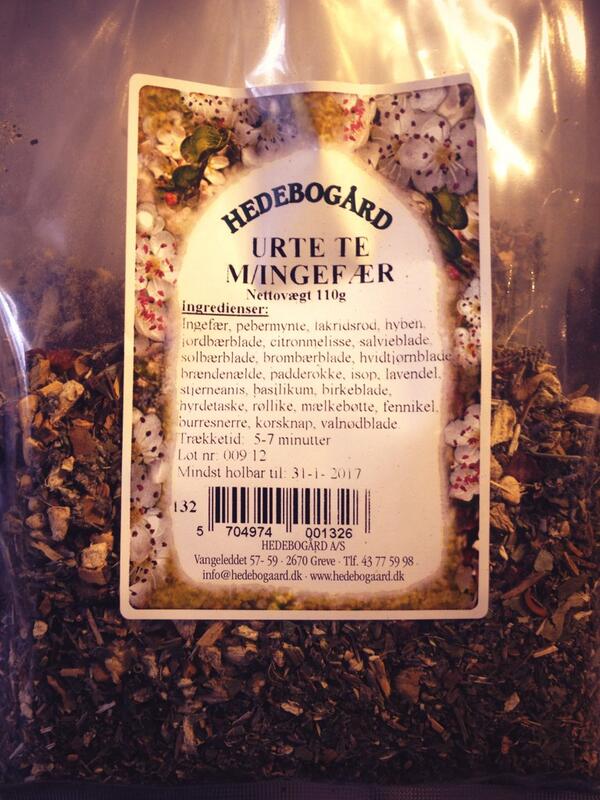 HEDEBOGÅRD
URTE TE
M/INGEFÆR
Nettovægt 110g
Ingredienser:
Ingefær, pebermynte, lakridsrod, hyben,
jordbærblade, citronmelisse, salvieblade,
solbærblade, brombærblade, hvidtjørnblade
brændenælde, padderokke, isop, lavendel,
stjerneanis, basilikum, birkeblade,
hyrdetaske, røllike, mælkebøtte, fennikel,
burresnerre, korsknap, valnødblade
Trækketid: 5-7 minutter
Lot nr: 009 12
Mindst holbar til: 31-1- 2017
132
5 704974 001326
HEDEBOGÅRD A/S
Vangeleddet 57- 59 · 2670 Greve · Tlf. 43 77 59 98
info@hedebogaard.dk · www.hedebogaard.dk